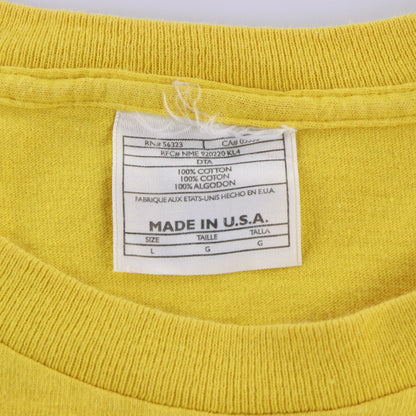 RN# 56323 CA#
RFC# NME 920220 KL4
DTA
100% COTTON
100% COTON
100% ALGODON
FABRIQUE AUX ETATS-UNIS HECHO EN E.U.A.
MADE IN U.S.A.
SIZE TAILLE TALLA
L G G